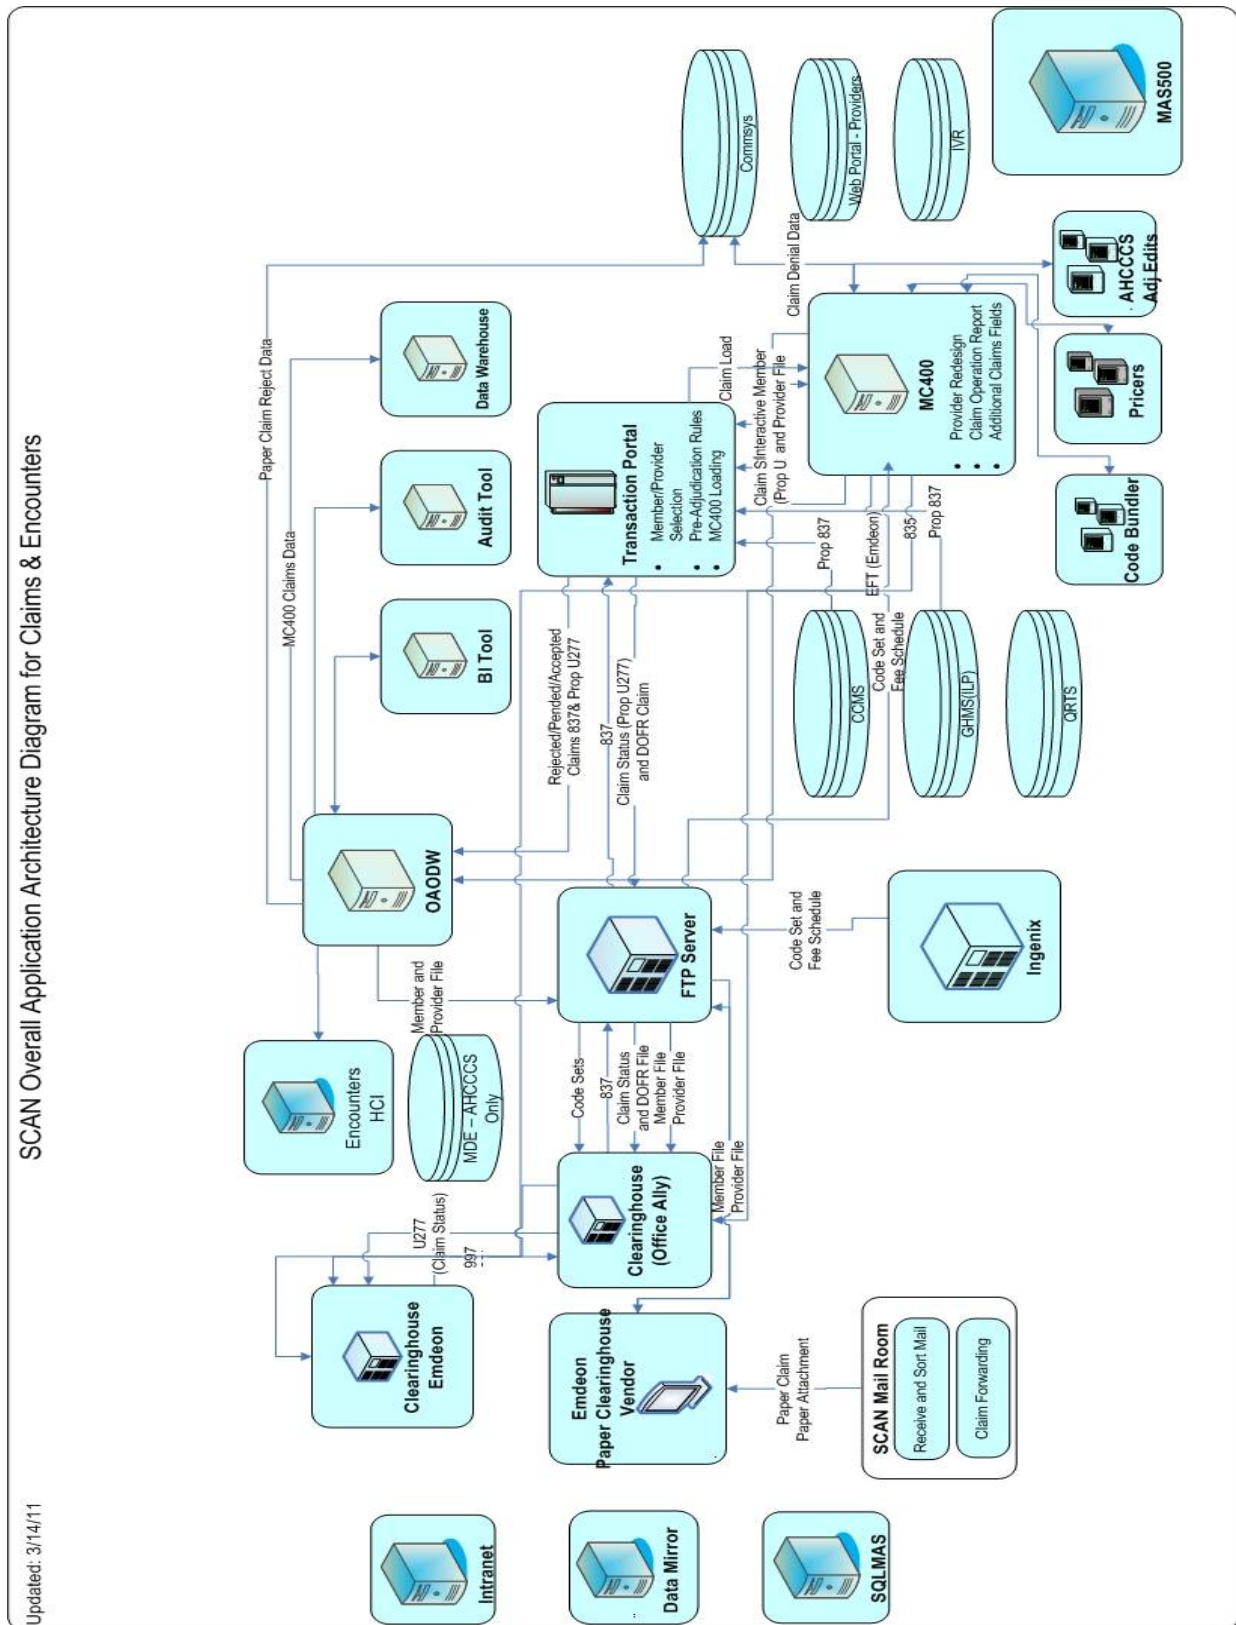 Updated: 3/14/11
SCAN Overall Application Architecture Diagram for Claims & Encounters
Intranet
Data Mirror
SQLMAS
Clearinghouse
Emdeon
U277
(Claim Status)
997
Encounters
HCI
MDE – AHCCCS
Only
Member and
Provider File
OAODW
BI Tool
Audit Tool
Data Warehouse
MC400 Claims Data
Paper Claim Reject Data
Emdeon
Paper Clearinghouse
Vendor
Clearinghouse
(Office Ally)
Code Sets
837
Claim Status
and DOFR File
Member File
Provider File
Member File
Provider File
FTP Server
Rejected/Pended/Accepted
Claims 837& Prop U277
837
Claim Status (Prop U277)
and DOFR Claim
Transaction Portal
• Member/Provider
Selection
• Pre-Adjudication Rules
• MC400 Loading
Claim Load
Claim SInteractive Member
(Prop U and Provider File)
Claim Denial Data
Commsys
Web Portal - Providers
IVR
MAS500
Paper Claim
Paper Attachment
SCAN Mail Room
Receive and Sort Mail
Claim Forwarding
Code Set and
Fee Schedule
Ingenix
Prop 837
CCMS
Code Set and
Fee Schedule
EFT (Emdeon)
835
Prop 837
GHMS(ILP)
QRTS
MC400
• Provider Redesign
• Claim Operation Report
• Additional Claims Fields
Code Bundler
Pricers
AHCCCS
Adj Edits